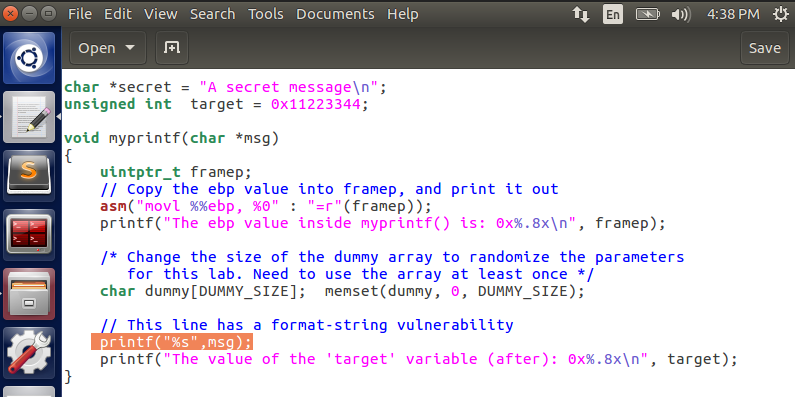 File Edit View Search Tools Documents Help En 4:38 PM
Open Save
char *secret = "A secret message\n";
unsigned int  target = 0x11223344;
void myprintf(char *msg)
{
    uintptr_t framep;
    // Copy the ebp value into framep, and print it out
    asm("movl %%ebp, %0" : "=r"(framep));
    printf("The ebp value inside myprintf() is: 0x%.8x\n", framep);
    /* Change the size of the dummy array to randomize the parameters
       for this lab. Need to use the array at least once */
    char dummy[DUMMY_SIZE];  memset(dummy, 0, DUMMY_SIZE);
    // This line has a format-string vulnerability
    printf("%s",msg);
    printf("The value of the 'target' variable (after): 0x%.8x\n", target);
}